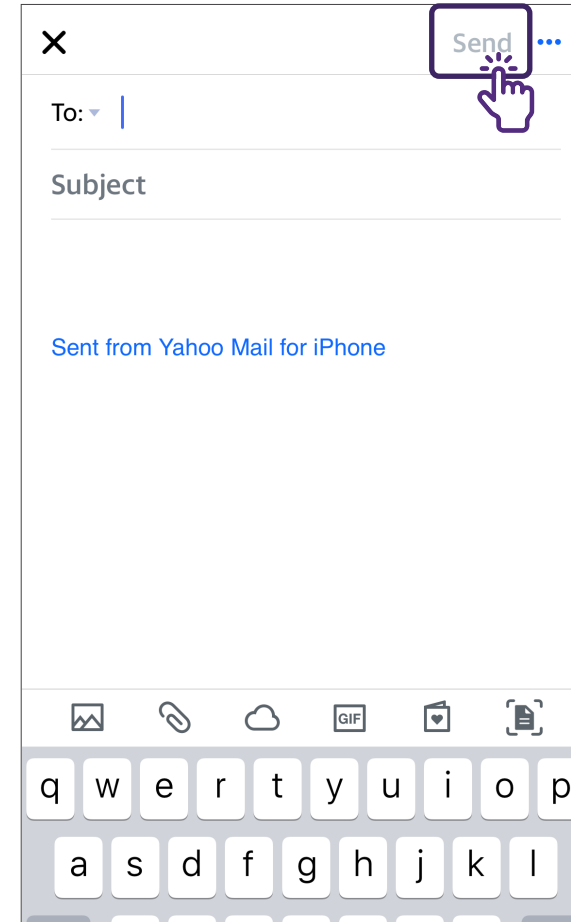 Send
To:
Subject
Sent from Yahoo Mail for iPhone
GIF
q w e r t y u i o p
a s d f g h j k l